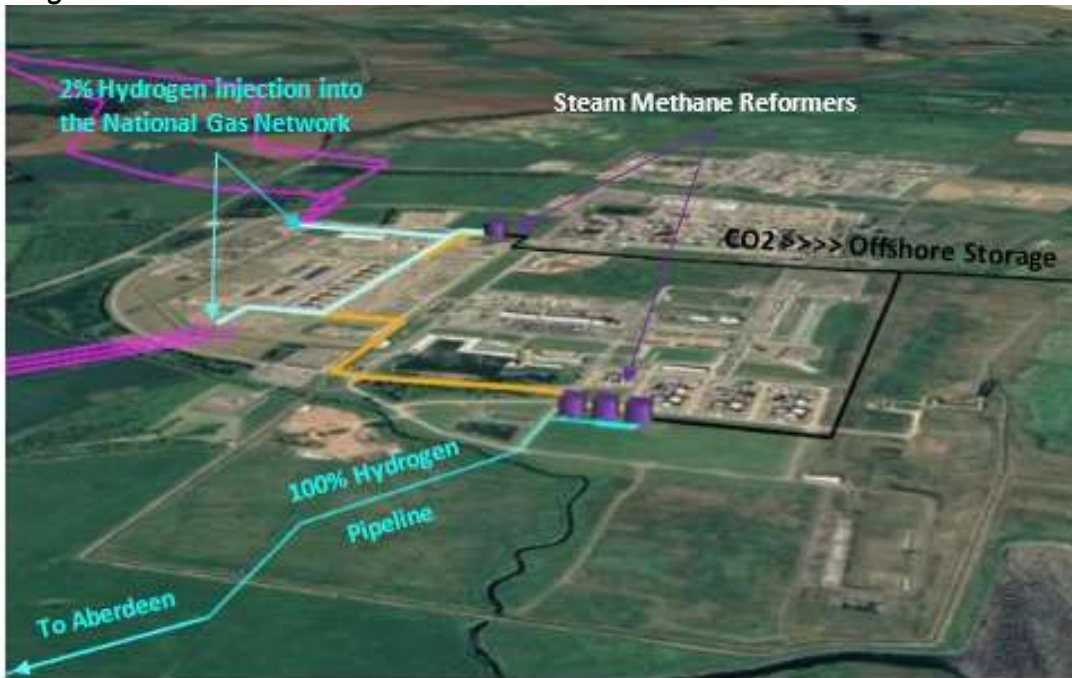 2% Hydrogen injection into
the National Gas Network
Steam Methane Reformers
CO2 >>>> Offshore Storage
100% Hydrogen
Pipeline
To Aberdeen